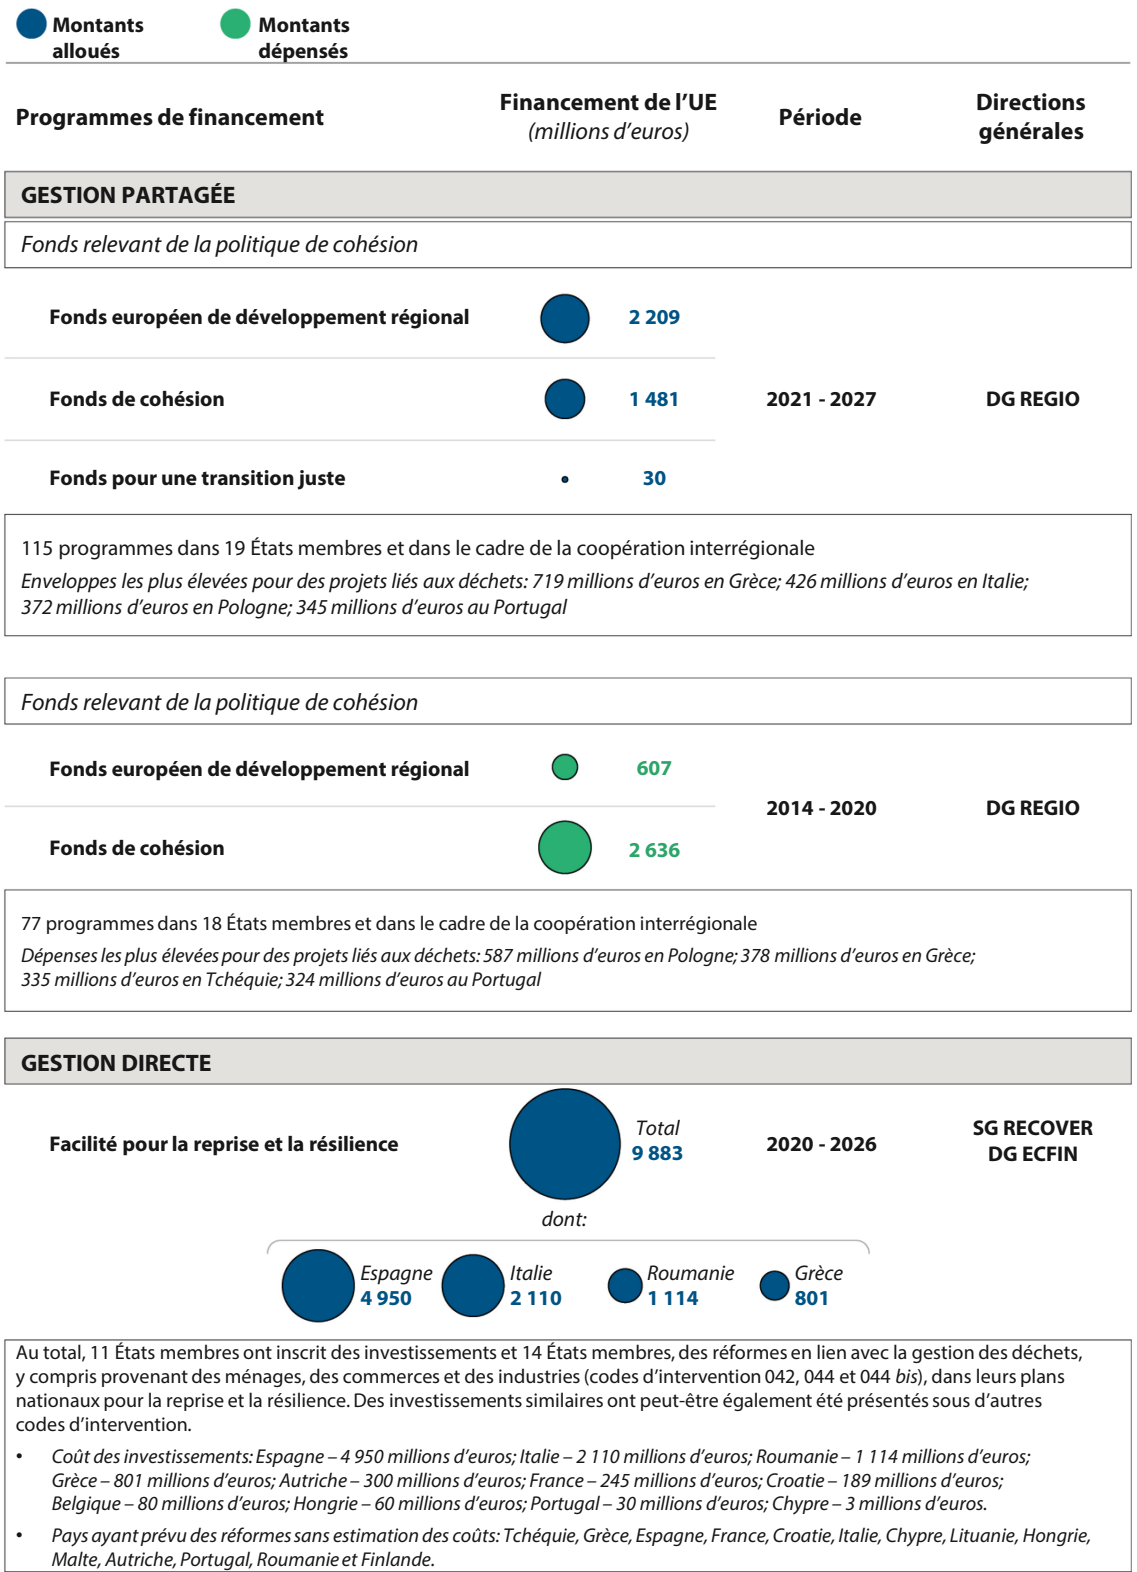 Montants alloués
Montants dépensés
Programmes de financement
Financement de l'UE
(millions d'euros)
Période
Directions générales
GESTION PARTAGÉE
Fonds relevant de la politique de cohésion
Fonds européen de développement régional
2 209
Fonds de cohésion
1 481
2021 - 2027
DG REGIO
Fonds pour une transition juste
30
115 programmes dans 19 États membres et dans le cadre de la coopération interrégionale
Enveloppes les plus élevées pour des projets liés aux déchets: 719 millions d'euros en Grèce; 426 millions d'euros en Italie;
372 millions d'euros en Pologne; 345 millions d'euros au Portugal
Fonds relevant de la politique de cohésion
Fonds européen de développement régional
607
2014 - 2020
DG REGIO
Fonds de cohésion
2 636
77 programmes dans 18 États membres et dans le cadre de la coopération interrégionale
Dépenses les plus élevées pour des projets liés aux déchets: 587 millions d'euros en Pologne; 378 millions d'euros en Grèce;
335 millions d'euros en Tchéquie; 324 millions d'euros au Portugal
GESTION DIRECTE
Facilité pour la reprise et la résilience
Total
9 883
2020 - 2026
SG RECOVER
DG ECFIN
dont:
Espagne
4 950
Italie
2 110
Roumanie
1 114
Grèce
801
Au total, 11 États membres ont inscrit des investissements et 14 États membres, des réformes en lien avec la gestion des déchets,
y compris provenant des ménages, des commerces et des industries (codes d'intervention 042, 044 et 044 bis), dans leurs plans
nationaux pour la reprise et la résilience. Des investissements similaires ont peut-être également été présentés sous d'autres
codes d'intervention.
• Coût des investissements: Espagne – 4 950 millions d'euros; Italie – 2 110 millions d'euros; Roumanie – 1 114 millions d'euros;
Grèce – 801 millions d'euros; Autriche – 300 millions d'euros; France – 245 millions d'euros; Croatie – 189 millions d'euros;
Belgique – 80 millions d'euros; Hongrie – 60 millions d'euros; Portugal – 30 millions d'euros; Chypre – 3 millions d'euros.
• Pays ayant prévu des réformes sans estimation des coûts: Tchéquie, Grèce, Espagne, France, Croatie, Italie, Chypre, Lituanie, Hongrie,
Malte, Autriche, Portugal, Roumanie et Finlande.